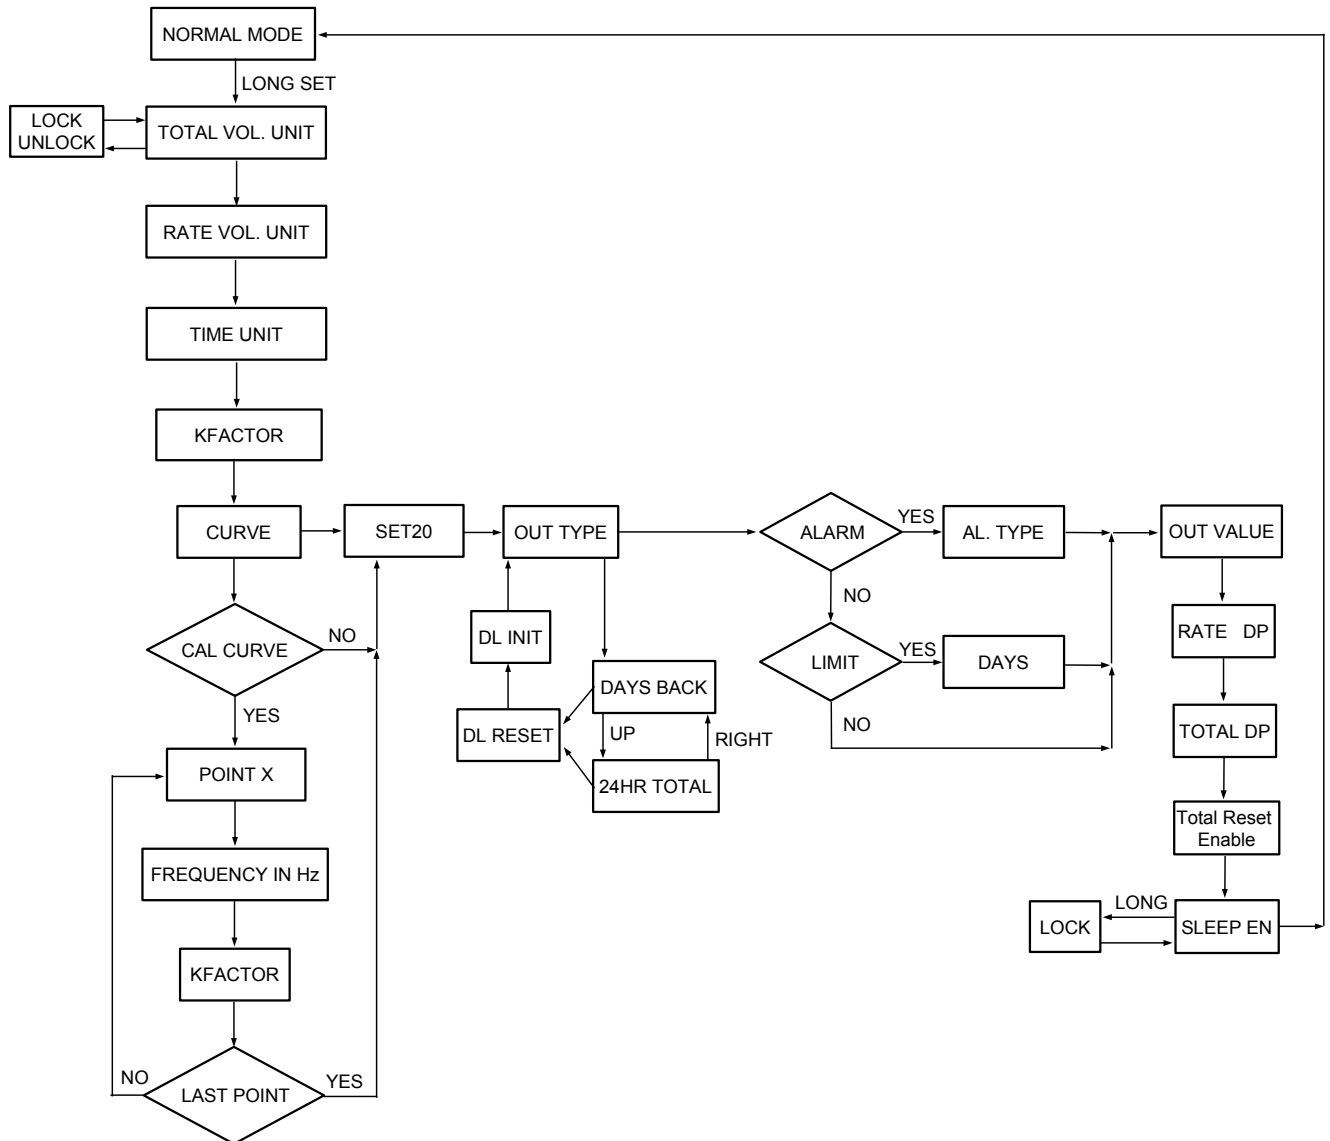 NORMAL MODE
LONG SET
LOCK
UNLOCK
TOTAL VOL. UNIT
RATE VOL. UNIT
TIME UNIT
KFACTOR
CURVE
SET20
OUT TYPE
ALARM
YES
AL. TYPE
OUT VALUE
NO
CAL CURVE
NO
YES
DL INIT
DAYS BACK
DL RESET
UP
RIGHT
24HR TOTAL
LIMIT
YES
DAYS
NO
RATE DP
TOTAL DP
Total Reset
Enable
LONG
LOCK
SLEEP EN
POINT X
FREQUENCY IN Hz
KFACTOR
NO
LAST POINT
YES